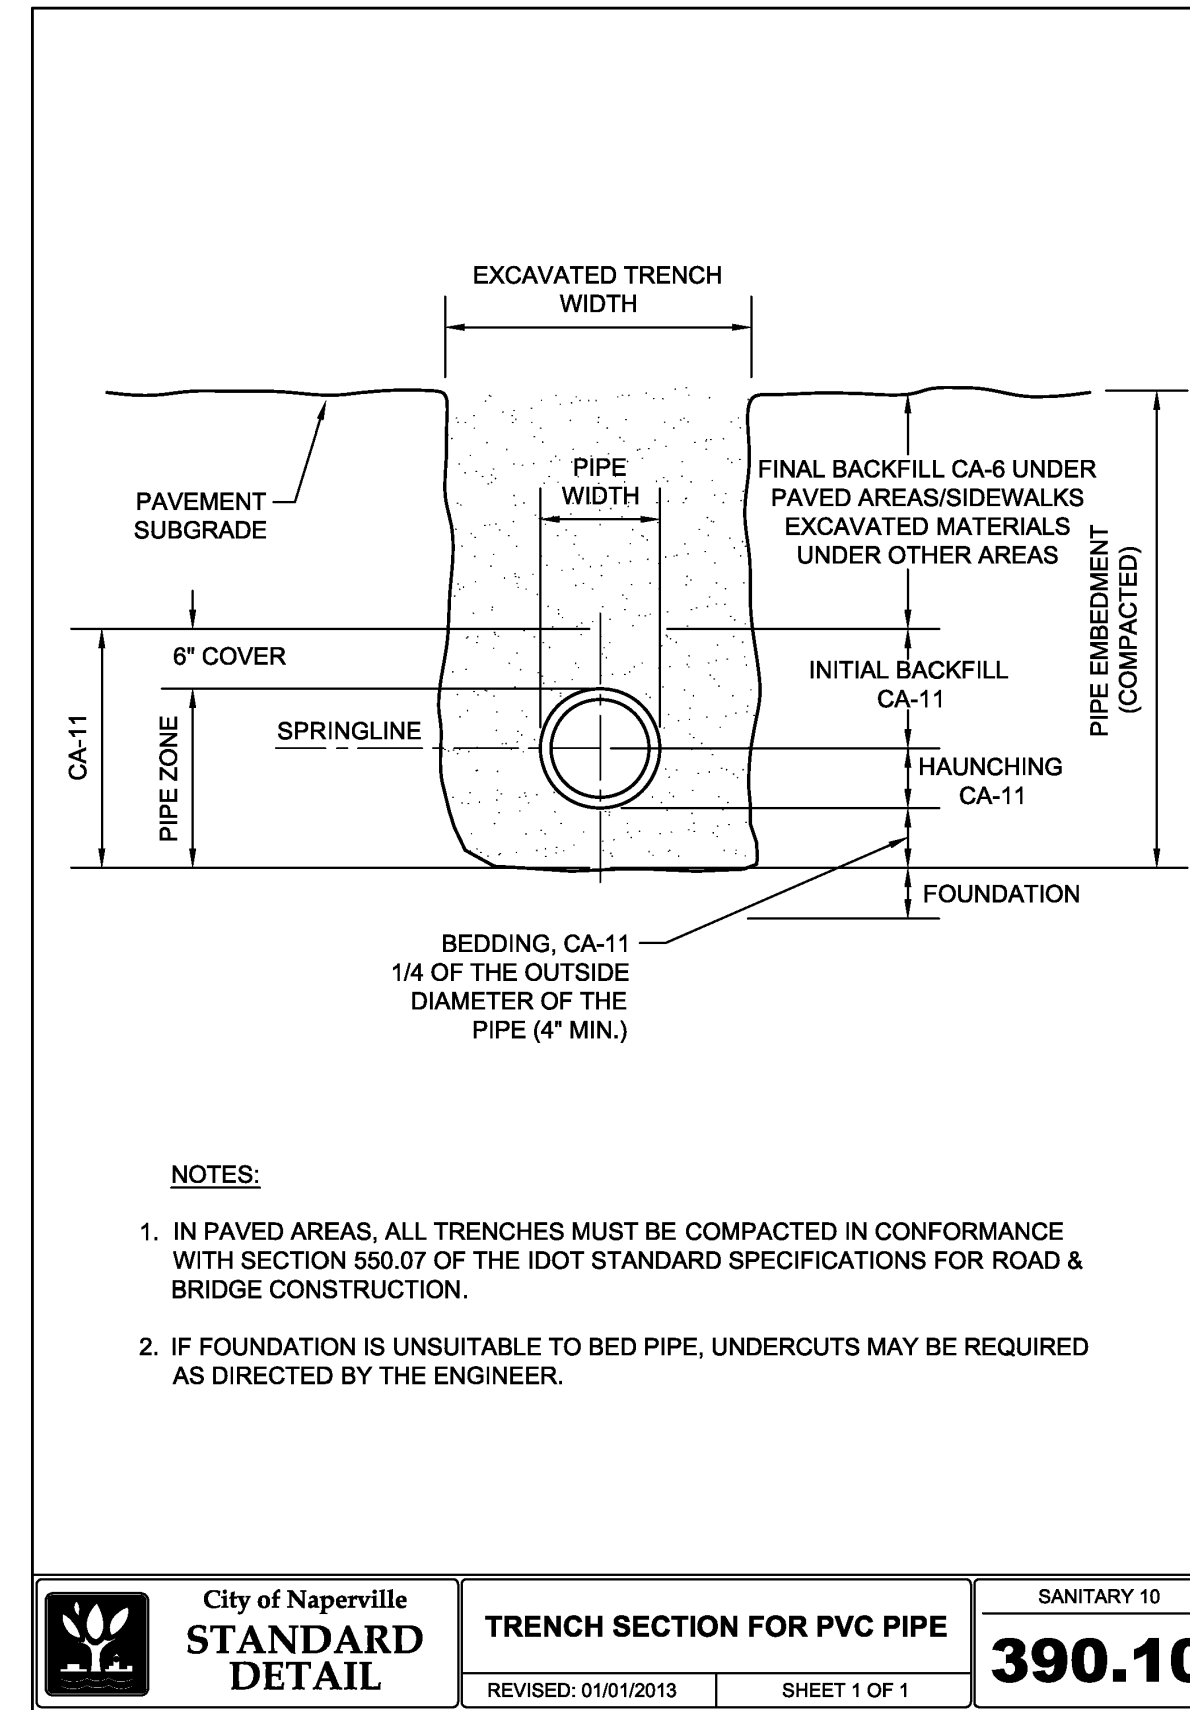 EXCAVATED TRENCH
WIDTH
PIPE
WIDTH
FINAL BACKFILL CA-6 UNDER
PAVED AREAS/SIDEWALKS
EXCAVATED MATERIALS
UNDER OTHER AREAS
PAVEMENT
SUBGRADE
PIPE EMBEDMENT
(COMPACTED)
6" COVER
INITIAL BACKFILL
CA-11
CA-11
PIPE ZONE
SPRINGLINE
HAUNCHING
CA-11
FOUNDATION
BEDDING, CA-11
1/4 OF THE OUTSIDE
DIAMETER OF THE
PIPE (4" MIN.)
NOTES:
1. IN PAVED AREAS, ALL TRENCHES MUST BE COMPACTED IN CONFORMANCE
WITH SECTION 550.07 OF THE IDOT STANDARD SPECIFICATIONS FOR ROAD &
BRIDGE CONSTRUCTION.
2. IF FOUNDATION IS UNSUITABLE TO BED PIPE, UNDERCUTS MAY BE REQUIRED
AS DIRECTED BY THE ENGINEER.
City of Naperville
STANDARD
DETAIL
TRENCH SECTION FOR PVC PIPE
REVISED: 01/01/2013
SHEET 1 OF 1
SANITARY 10
390.10